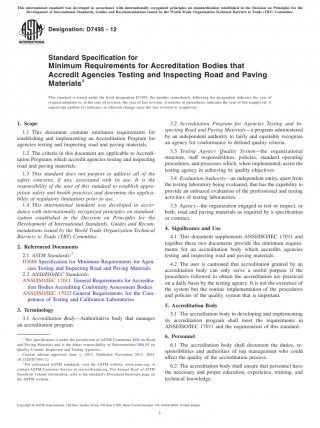 This international standard was developed in accordance with internationally recognized principles on standardization established in the Decision on Principles for the
Development of International Standards, Guides and Recommendations issued by the World Trade Organization Technical Barriers to Trade (TBT) Committee.
Designation: D7495 − 12
Standard Specification for
Minimum Requirements for Accreditation Bodies that
Accredit Agencies Testing and Inspecting Road and Paving
Materials1
This standard is issued under the fixed designation D7495; the number immediately following the designation indicates the year of
original adoption or, in the case of revision, the year of last revision. A number in parentheses indicates the year of last reapproval. A
superscript epsilon (ε) indicates an editorial change since the last revision or reapproval.
1. Scope
1.1 This document contains minimum requirements for
establishing and implementing an Accreditation Program for
agencies testing and inspecting road and paving materials.
1.2 The criteria in this document are applicable to Accredi-
tation Programs which accredit agencies testing and inspecting
road and paving materials.
1.3 This standard does not purport to address all of the
safety concerns, if any, associated with its use. It is the
responsibility of the user of this standard to establish appro-
priate safety and health practices and determine the applica-
bility of regulatory limitations prior to use.
1.4 This international standard was developed in accor-
dance with internationally recognized principles on standard-
ization established in the Decision on Principles for the
Development of International Standards, Guides and Recom-
mendations issued by the World Trade Organization Technical
Barriers to Trade (TBT) Committee.
2. Referenced Documents
2.1 ASTM Standards:2
D3666 Specification for Minimum Requirements for Agen-
cies Testing and Inspecting Road and Paving Materials
2.2 ANSI/ISO/IEC Standards:
ANSI/ISO/IEC 17011 General Requirements for Accredita-
tion Bodies Accrediting Conformity Assessment Bodies
ANSI/ISO/IEC 17025 General Requirements for the Com-
petence of Testing and Calibration Laboratories
3. Terminology
3.1 Accreditation Body—Authoritative body that manages
an accreditation program.
1 This specification is under the jurisdiction of ASTM Committee D04 on Road
and Paving Materials and is the direct responsibility of Subcommittee D04.95 on
Quality Control, Inspection and Testing Agencies.
Current edition approved June 1, 2012. Published November 2012. DOI:
10.1520/D7495-12
2 For referenced ASTM standards, visit the ASTM website, www.astm.org, or
contact ASTM Customer Service at service@astm.org. For Annual Book of ASTM
Standards volume information, refer to the standard's Document Summary page on
the ASTM website.
3.2 Accreditation Program for Agencies Testing and In-
specting Road and Paving Materials—a program administered
by an independent authority to fairly and equitably recognize
an agency for conformance to defined quality criteria.
3.3 Testing Agency Quality System—the organizational
structure, staff responsibilities, policies, standard operating
procedures, and processes which, when implemented, assist the
testing agency in achieving its quality objectives.
3.4 Evaluation Authority—an independent entity, apart from
the testing laboratory being evaluated, that has the capability to
provide an unbiased evaluation of the professional and testing
activities of testing laboratories.
3.5 Agency—the organization engaged to test or inspect, or
both, road and paving materials as required by a specification
or contract.
4. Significance and Use
4.1 This document supplements ANSI/ISO/IEC 17011 and
together these two documents provide the minimum require-
ments for an accreditation body which accredits agencies
testing and inspecting road and paving materials.
4.2 The user is cautioned that accreditation granted by an
accreditation body can only serve a useful purpose if the
procedures followed to obtain the accreditation are practiced
on a daily basis by the testing agency. It is not the existence of
the system but the routine implementation of the procedures
and policies of the quality system that is important.
5. Accreditation Body
5.1 The accreditation body in developing and implementing
its accreditation program shall meet the requirements in
ANSI/ISO/IEC 17011 and the requirements of this standard.
6. Personnel
6.1 The accreditation body shall document the duties, re-
sponsibilities and authorities of top management who could
affect the quality of the accreditation process.
6.2 The accreditation body shall ensure that personnel have
the necessary and proper education, experience, training, and
technical knowledge.
Copyright © ASTM International, 100 Barr Harbor Drive, PO Box C700, West Conshohocken, PA 19428-2959. United States
1